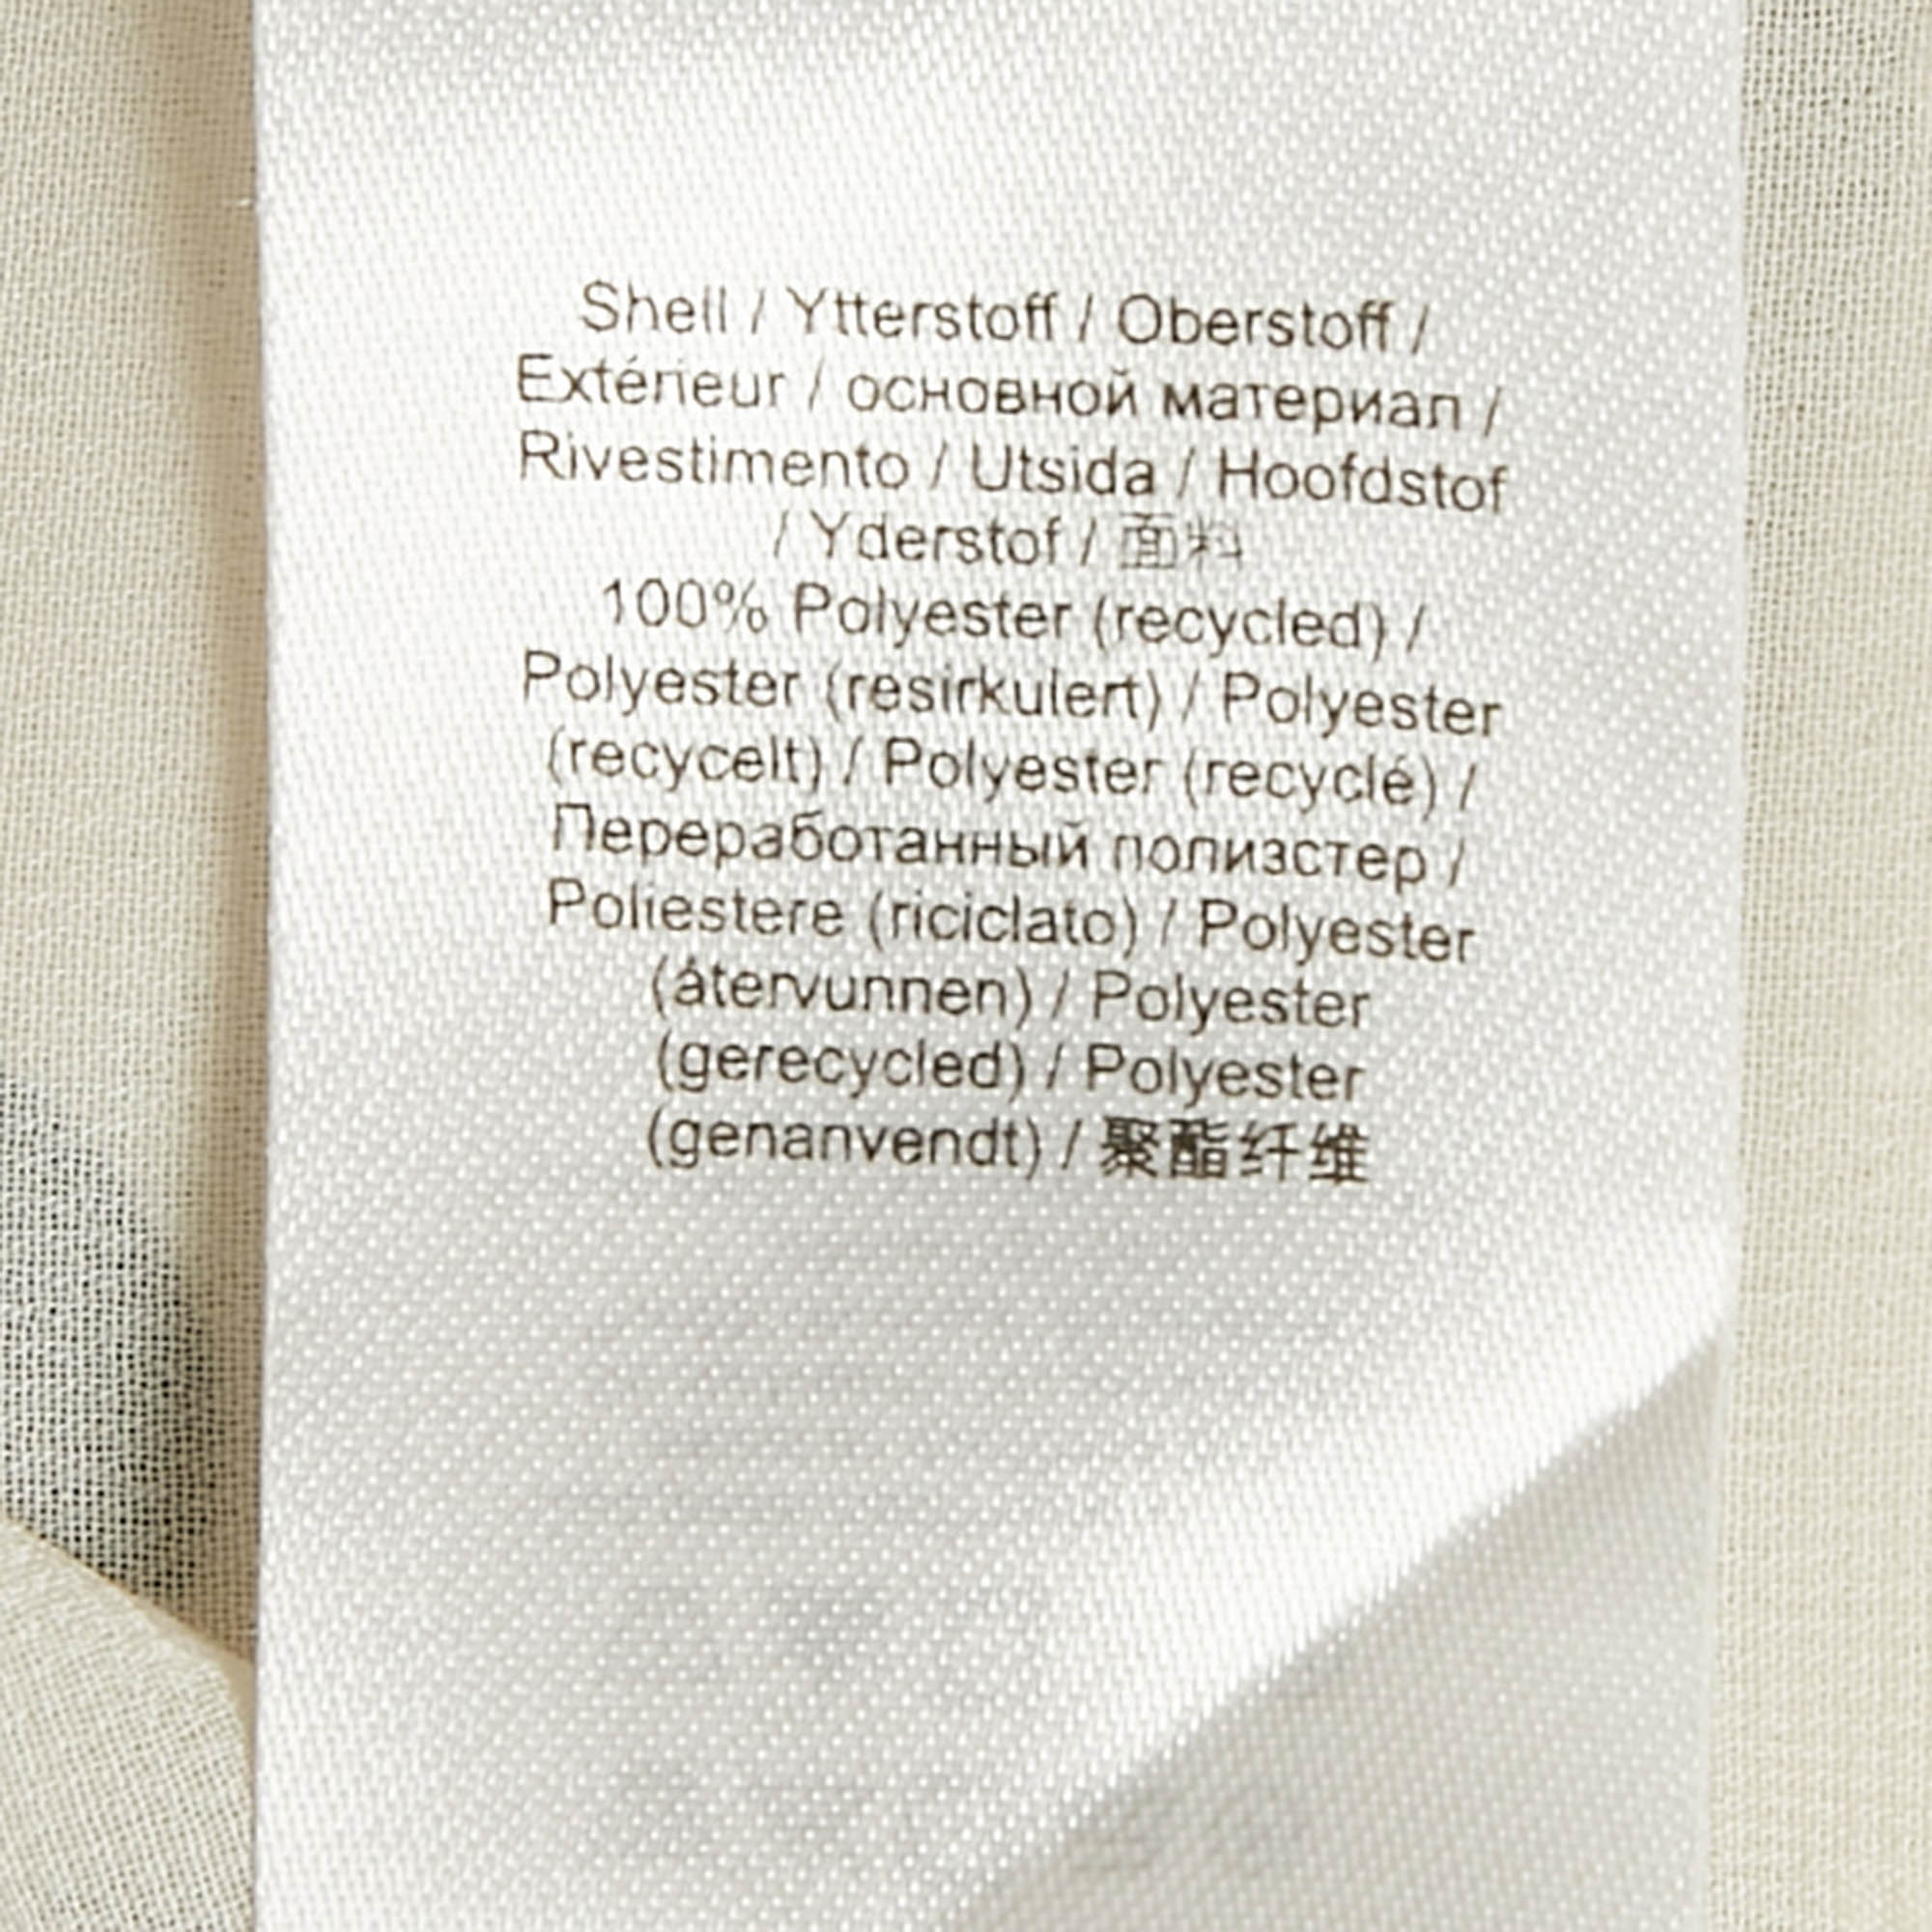 Shell / Ytterstoff / Oberstoff /
Extérieur / основной материал /
Rivestimento / Utsida / Hoofdstof
/ Yderstof / 面料
100% Polyester (recycled) /
Polyester (resirkulert) / Polyester
(recycelt) / Polyester (recyclé) /
Переработанный полиэстер /
Poliestere (riciclato) / Polyester
(återvunnen) / Polyester
(gerecycled) / Polyester
(genanvendt) / 聚酯纤维